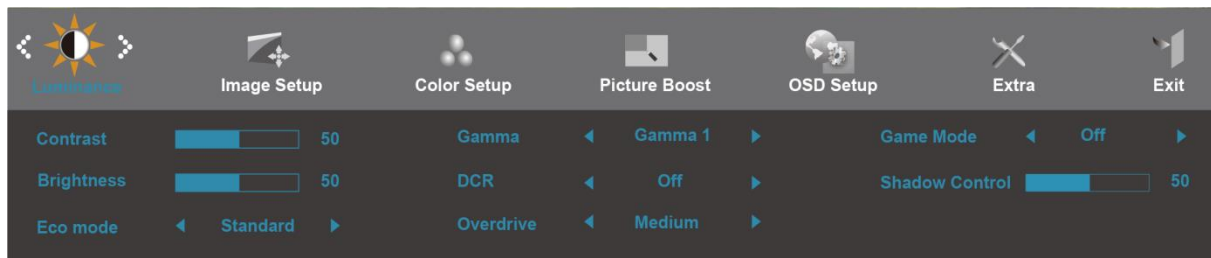 Luminance
Image Setup
Color Setup
Picture Boost
OSD Setup
Extra
Exit
Contrast 50 Gamma Gamma 1 Game Mode Off
Brightness 50 DCR Off Shadow Control 50
Eco mode Standard Overdrive Medium